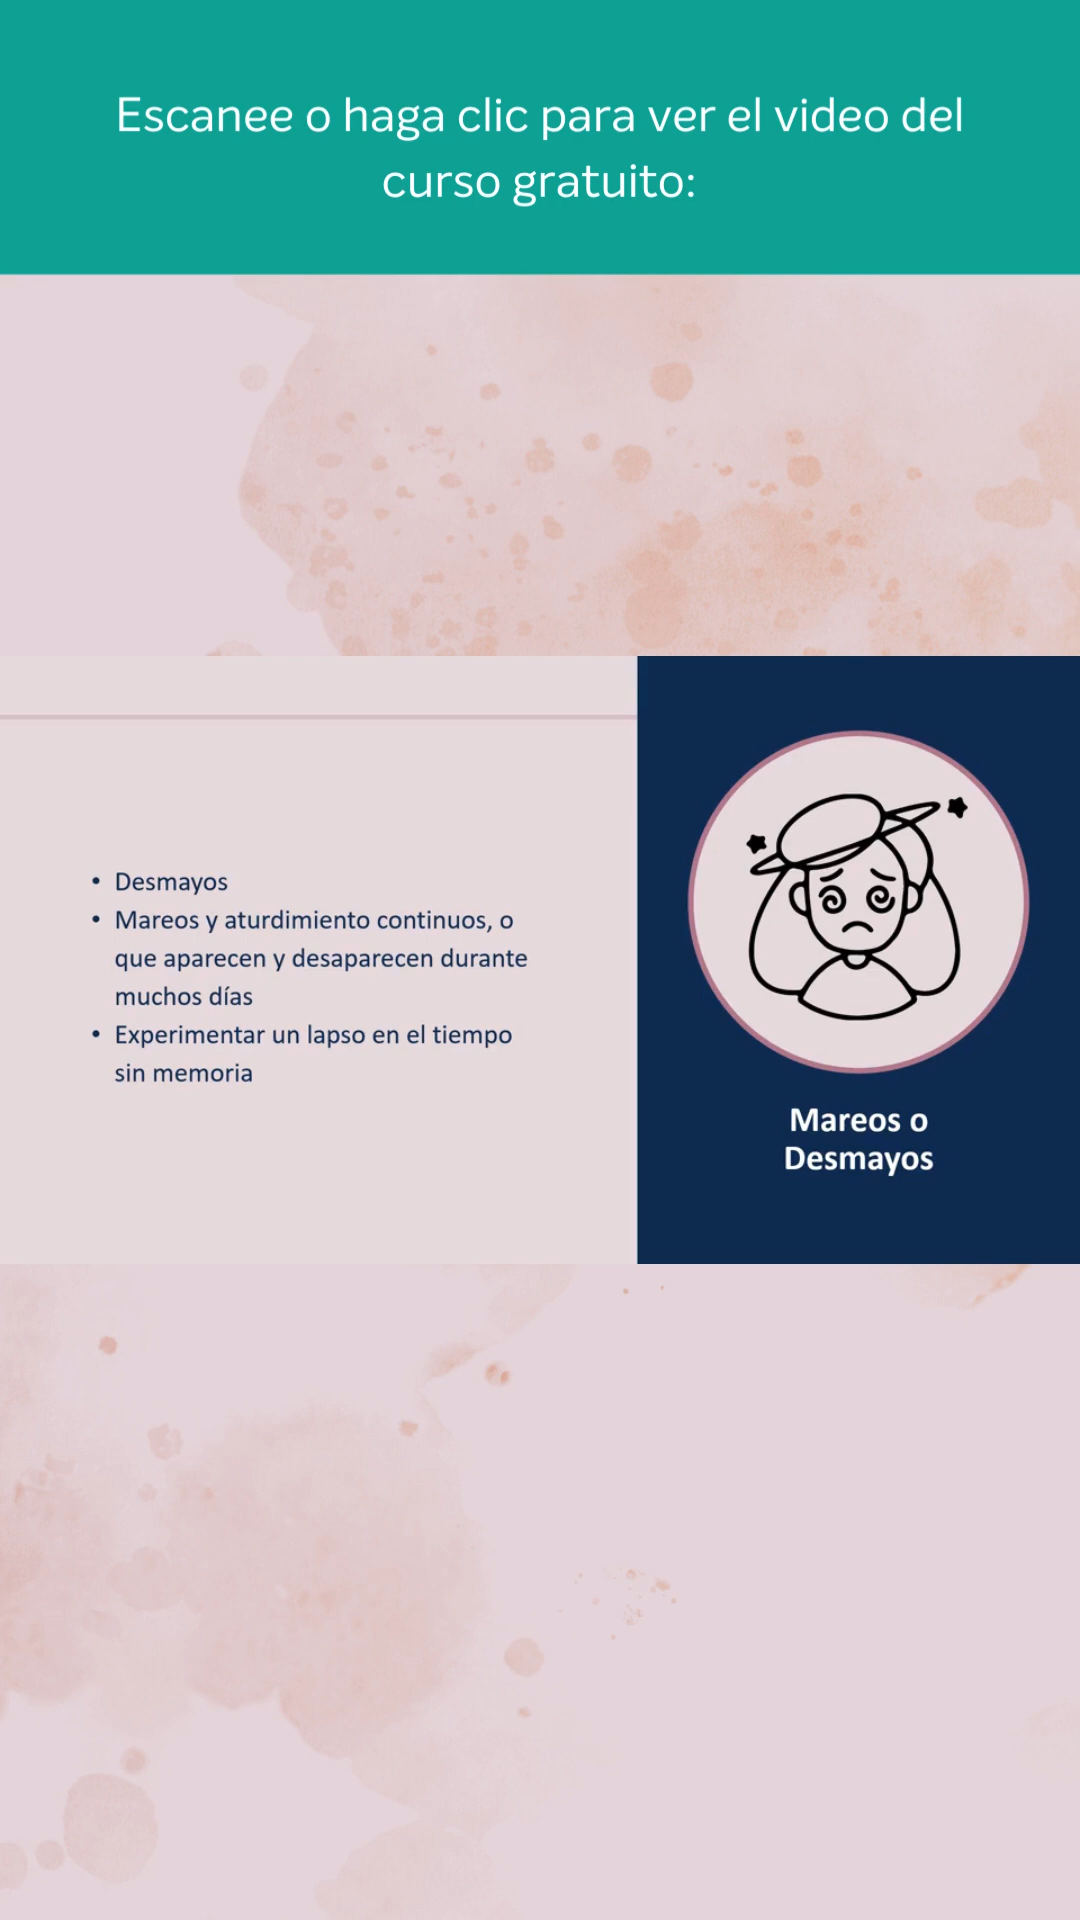 Escanee o haga clic para ver el video del
curso gratuito:
• Desmayos
• Mareos y aturdimiento continuos, o
que aparecen y desaparecen durante
muchos días
• Experimentar un lapso en el tiempo
sin memoria
Mareos o
Desmayos